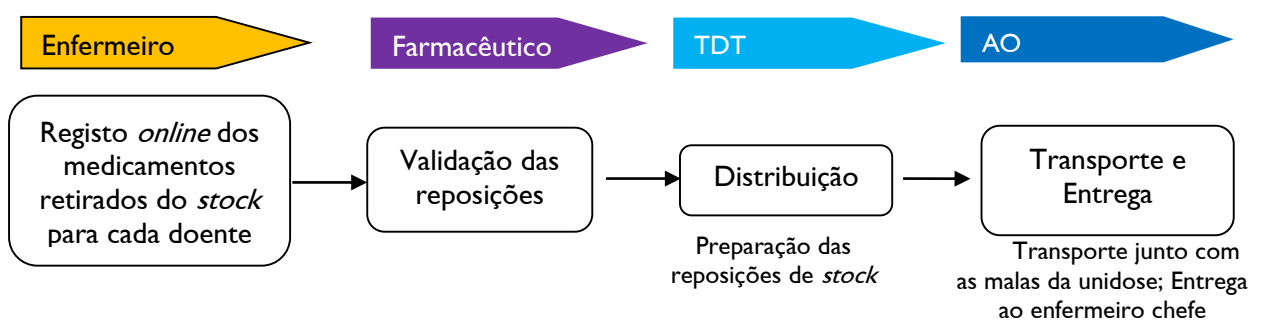 Enfermeiro
Farmacêutico
TDT
AO
Registo online dos
medicamentos
retirados do stock
para cada doente
Validação das
reposições
Distribuição
Preparação das
reposições de stock
Transporte e
Entrega
Transporte junto com
as malas da unidose; Entrega
ao enfermeiro chefe